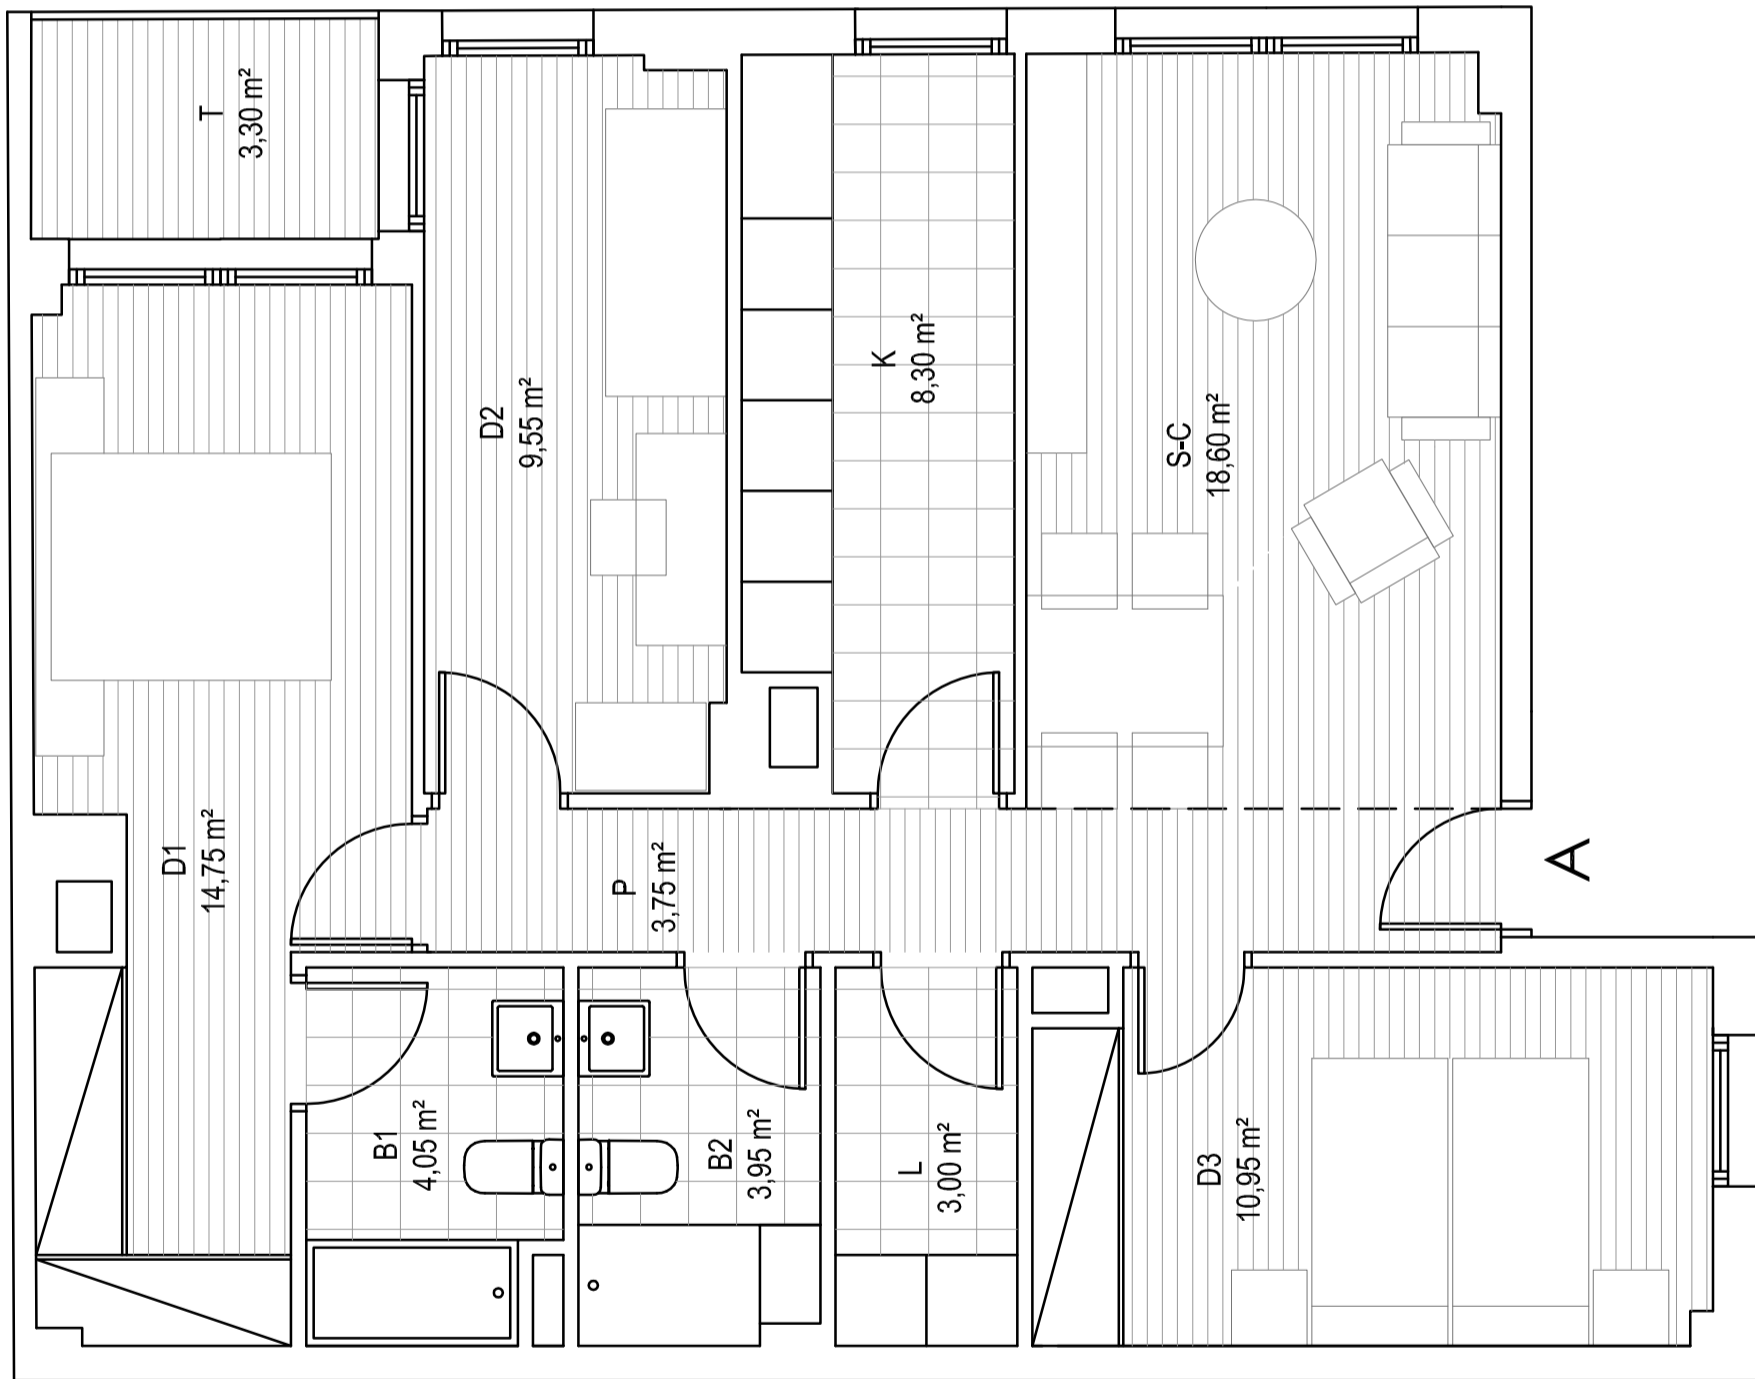 T
3,30 m²
D2
9,55 m²
K
8,30 m²
S-C
18,60 m²
D1
14,75 m²
P
3,75 m²
A
B1
4,05 m²
B2
3,95 m²
L
3,00 m²
D3
10,95 m²